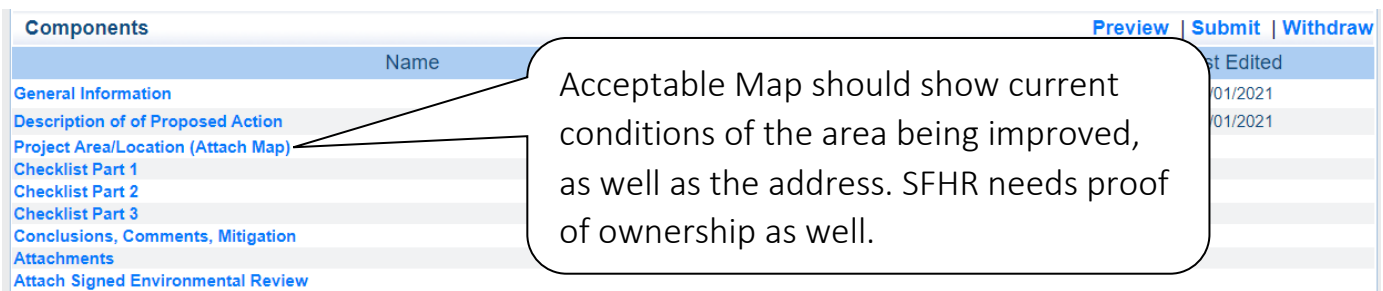 Components Preview | Submit | Withdraw
Name st Edited
General Information /01/2021
Description of of Proposed Action /01/2021
Project Area/Location (Attach Map)
Checklist Part 1
Checklist Part 2
Checklist Part 3
Conclusions, Comments, Mitigation
Attachments
Attach Signed Environmental Review
Acceptable Map should show current
conditions of the area being improved,
as well as the address. SFHR needs proof
of ownership as well.